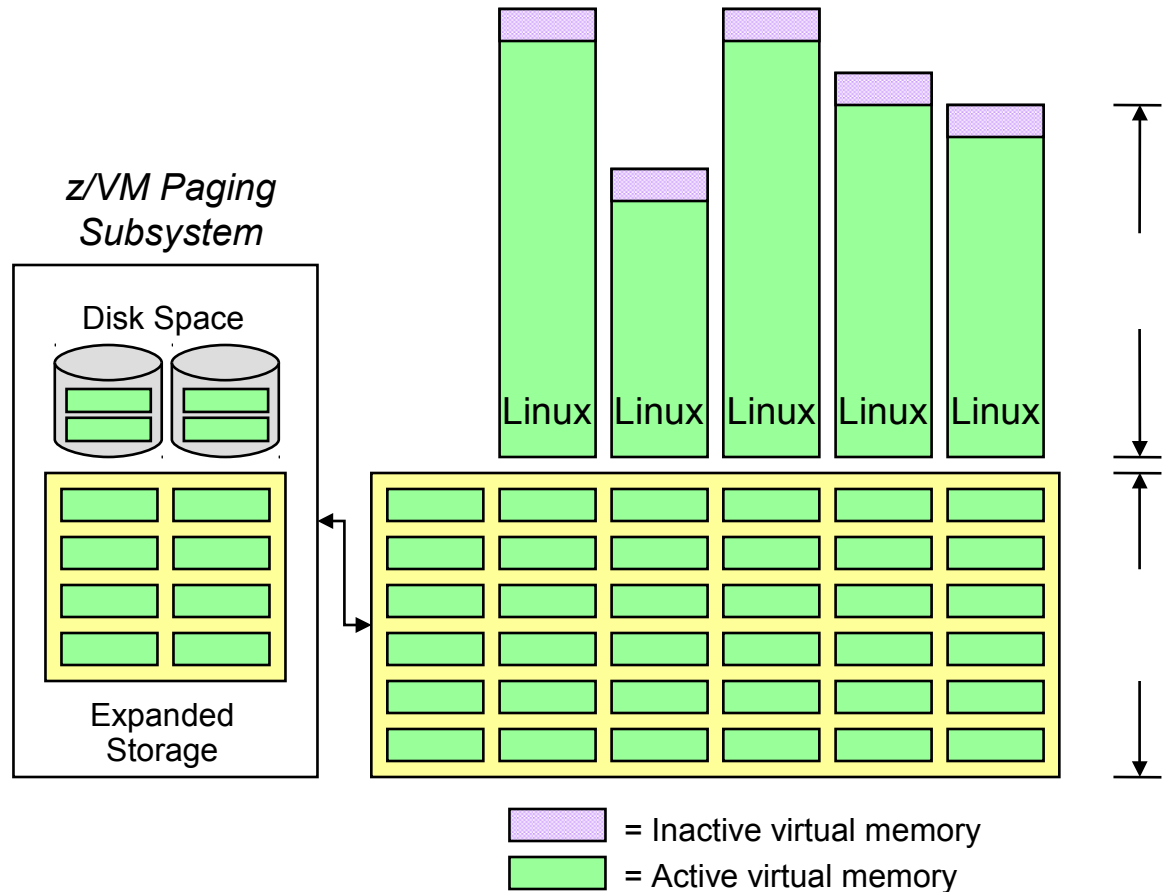 z/VM Paging
Subsystem
Disk Space
Linux
Linux
Linux
Linux
Linux
Expanded
Storage
= Inactive virtual memory
= Active virtual memory